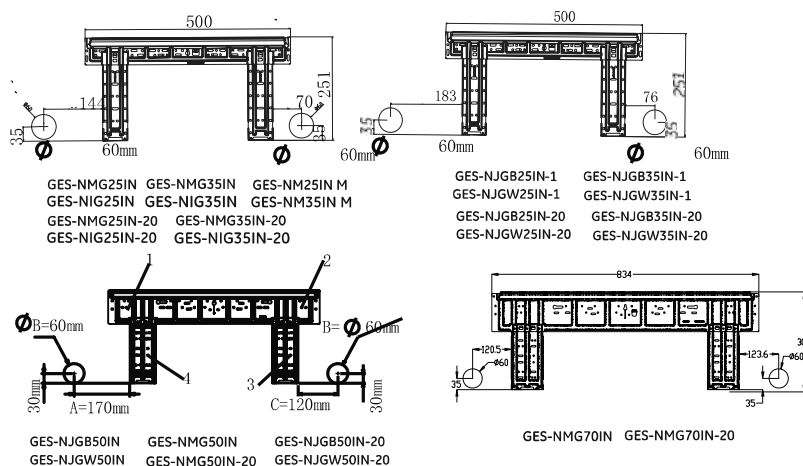 500
251
144
70
35
35
60mm
60mm
GES-NMG25IN GES-NMG35IN GES-NM25IN M
GES-NIG25IN GES-NIG35IN GES-NM35IN M
GES-NMG25IN-20 GES-NMG35IN-20
GES-NIG25IN-20 GES-NIG35IN-20
500
251
183
76
35
35
60mm
60mm
60mm
GES-NJGB25IN-1 GES-NJGB35IN-1
GES-NJGW25IN-1 GES-NJGW35IN-1
GES-NJGB25IN-20 GES-NJGB35IN-20
GES-NJGW25IN-20 GES-NJGW35IN-20
1 2
B=60mm
B= 60mm
4 3
30mm
30mm
A=170mm C=120mm
GES-NJGB50IN GES-NMG50IN GES-NJGB50IN-20
GES-NJGW50IN GES-NMG50IN-20 GES-NJGW50IN-20
834
120.5 123.6
Ø60 Ø60
35
35
GES-NMG70IN GES-NMG70IN-20